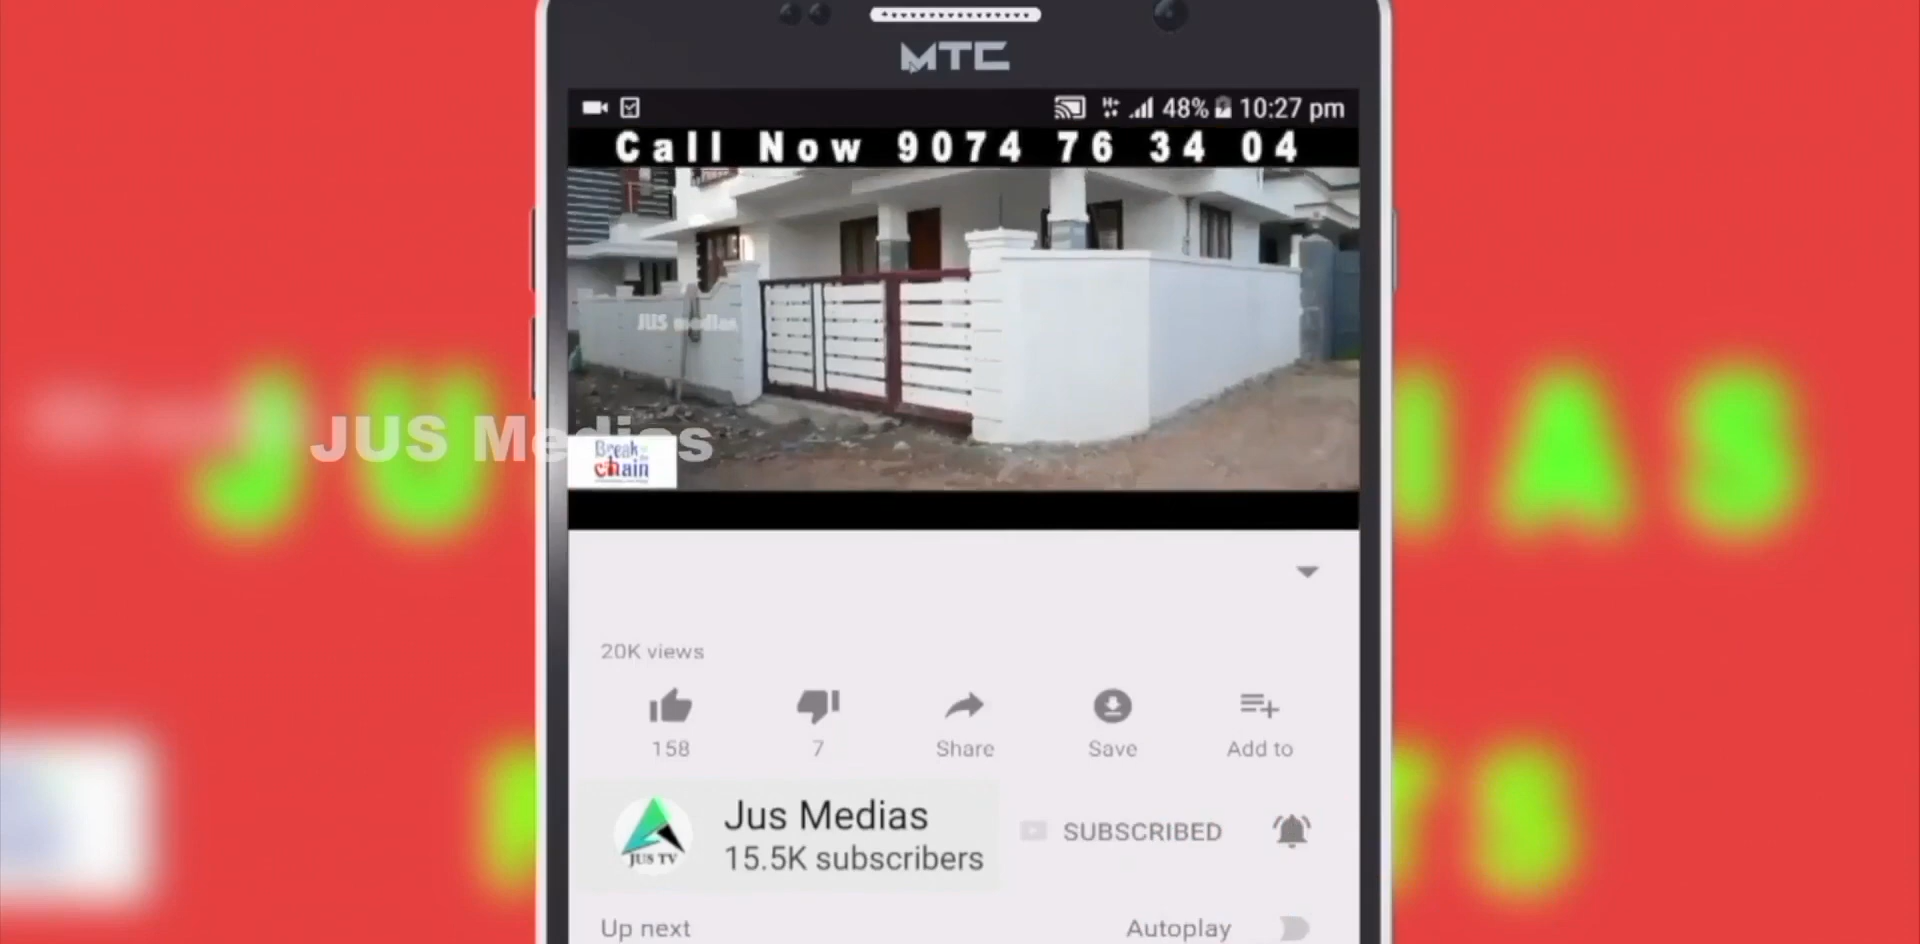 MTC
H+ 48% 10:27 pm
Call Now 9074 76 34 04
JUS medias
JUS Medias
Break the
chain
20K views
158
7
Share
Save
Add to
Jus Medias
15.5K subscribers
SUBSCRIBED
JUS TV
Up next
Autoplay